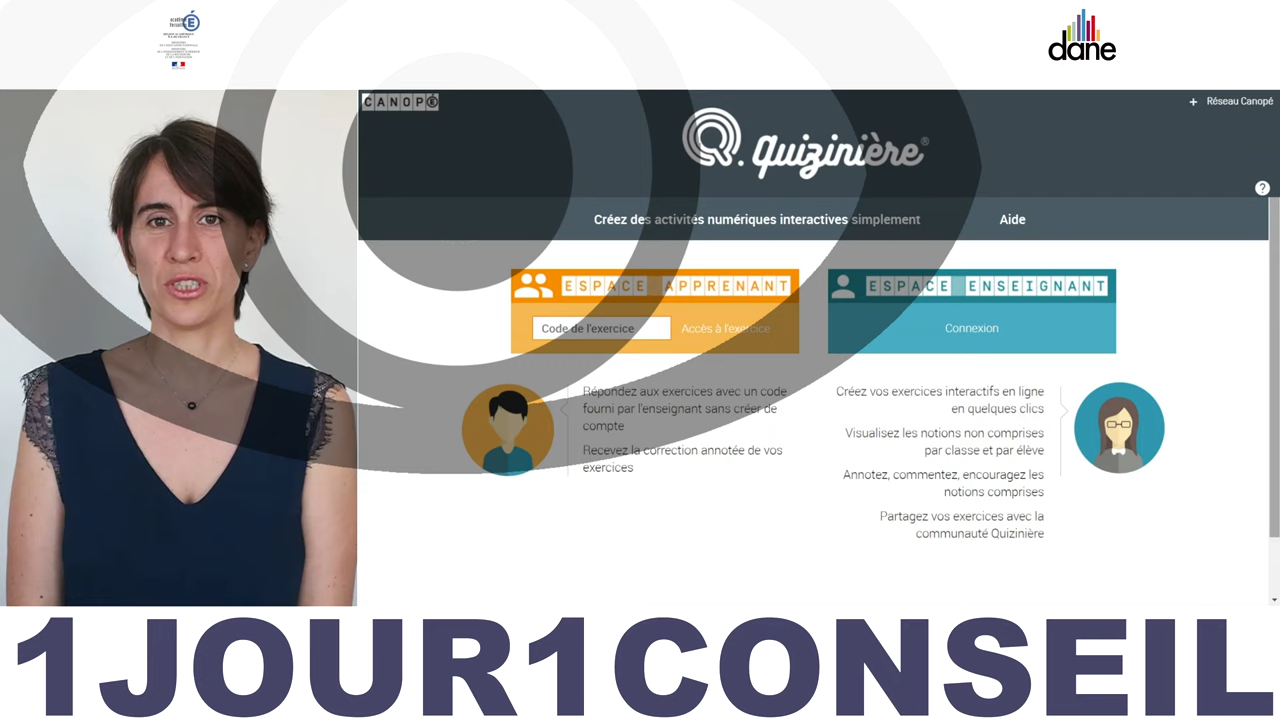 académie
Versailles
dane
CANOPÉ
+ Réseau Canopé
Q. quizinière®
?
Créez des activités numériques interactives simplement
Aide
ESPACE APPRENANT
ESPACE ENSEIGNANT
Code de l'exercice
Accès à l'exercice
Connexion
Répondez aux exercices avec un code
fourni par l'enseignant sans créer de
compte
Recevez la correction annotée de vos
exercices
Créez vos exercices interactifs en ligne
en quelques clics
Visualisez les notions non comprises
par classe et par élève
Annotez, commentez, encouragez les
notions comprises
Partagez vos exercices avec la
communauté Quizinière
1JOUR1CONSEIL